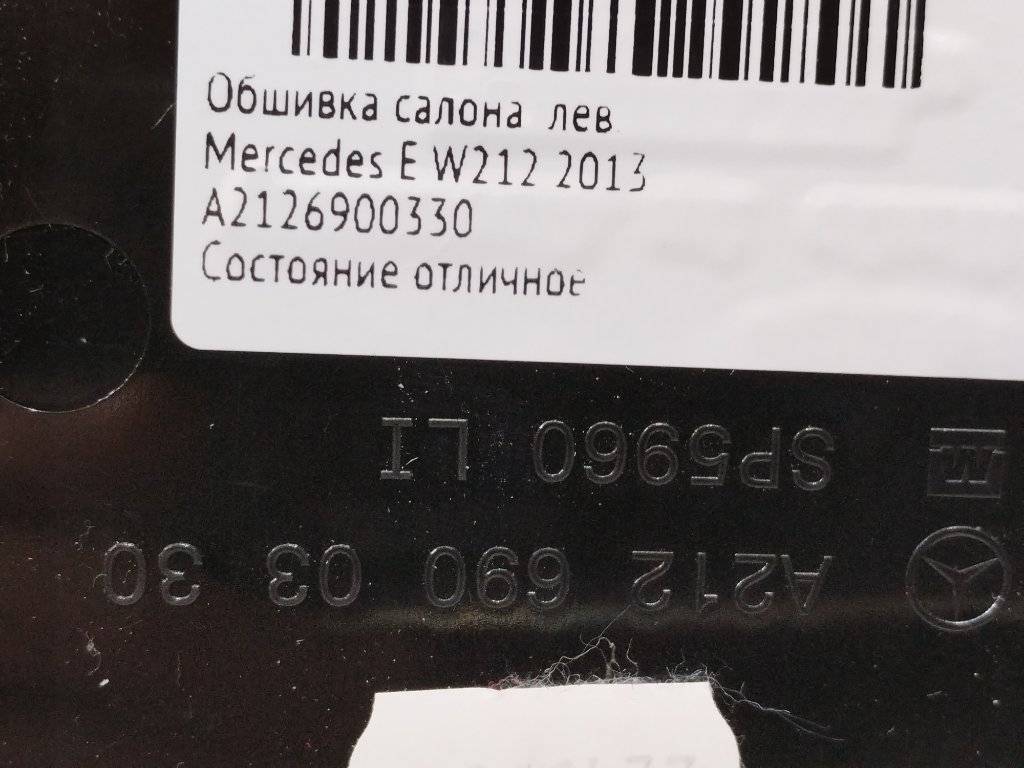 Обшивка салона лев.
Mercedes E W212 2013
A2126900330
Состояние отличное
A212 690 03 30
SP5960 LI